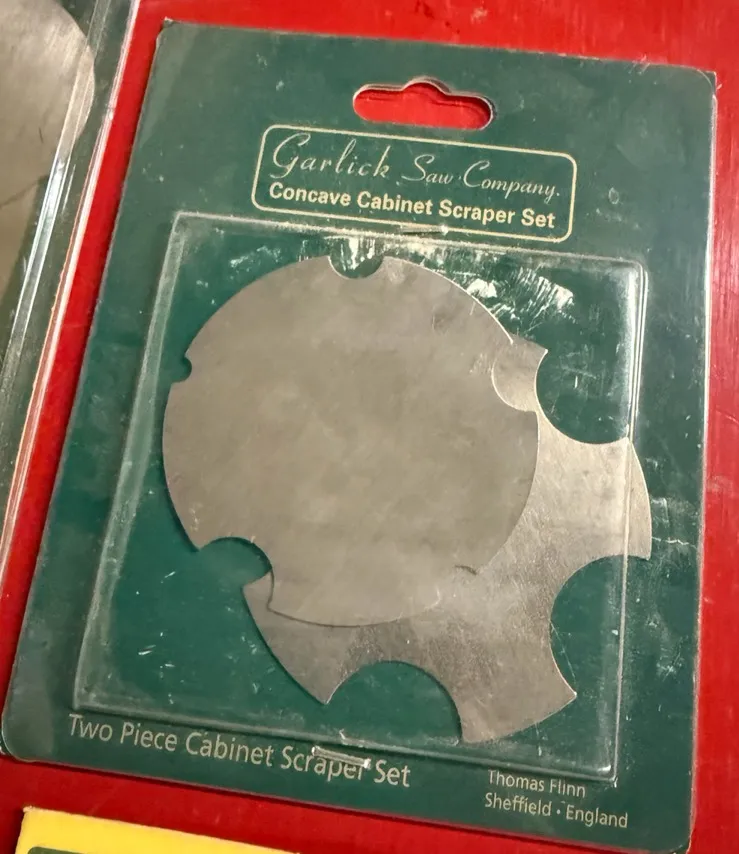 Garlick Saw·Company.
Concave Cabinet Scraper Set
Two Piece Cabinet Scraper Set
Thomas Flinn
Sheffield • England